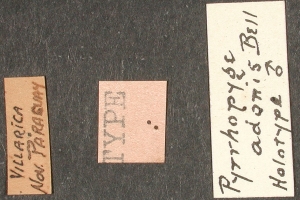 VILLARICA
NOV. PARAGUAY
TYPE
Pyrrhopyge
adonis Bell
Holotype ♂